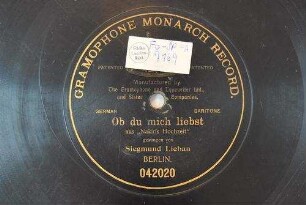 GRAMOPHONE MONARCH RECORD.
Manufactured by
The Gramophone and Typewriter Ltd.,
and Sister Companies.
GERMAN BARITONE
Ob du mich liebst
aus „Nakiris Hochzeit"
gesungen von
Siegmund Lieban
BERLIN.
042020